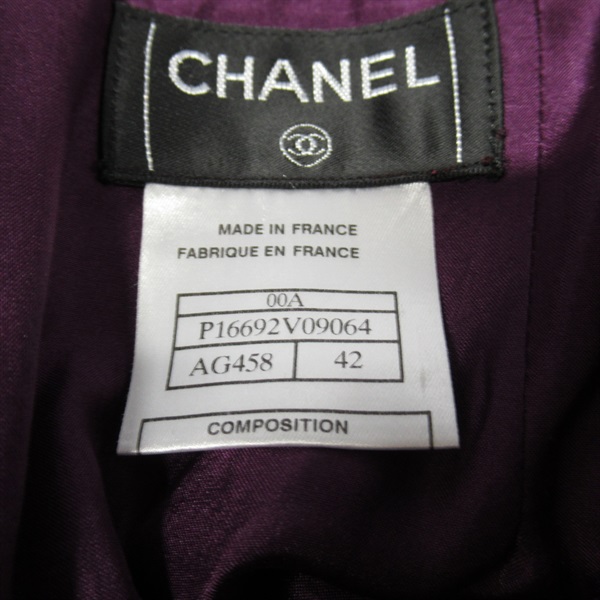 CHANEL
MADE IN FRANCE
FABRIQUE EN FRANCE
00A
P16692V09064
AG458 42
COMPOSITION